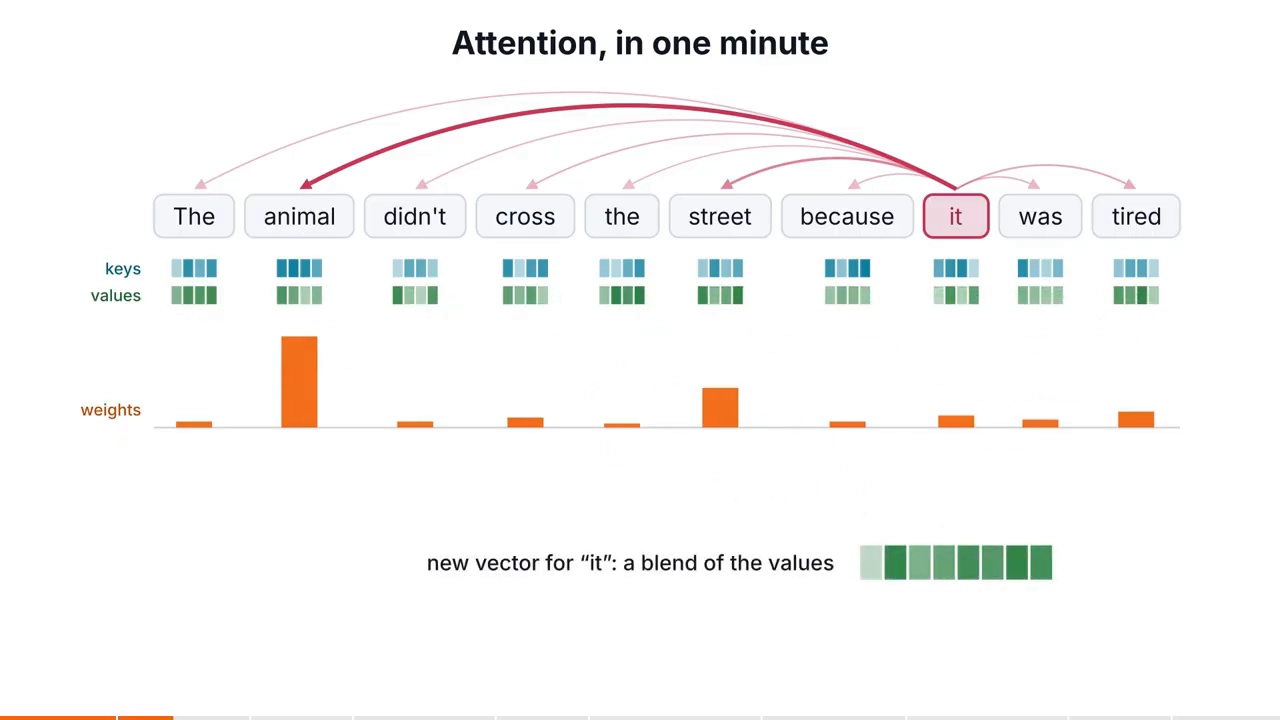 Attention, in one minute
The animal didn't cross the street because it was tired
keys
values
weights
new vector for “it”: a blend of the values